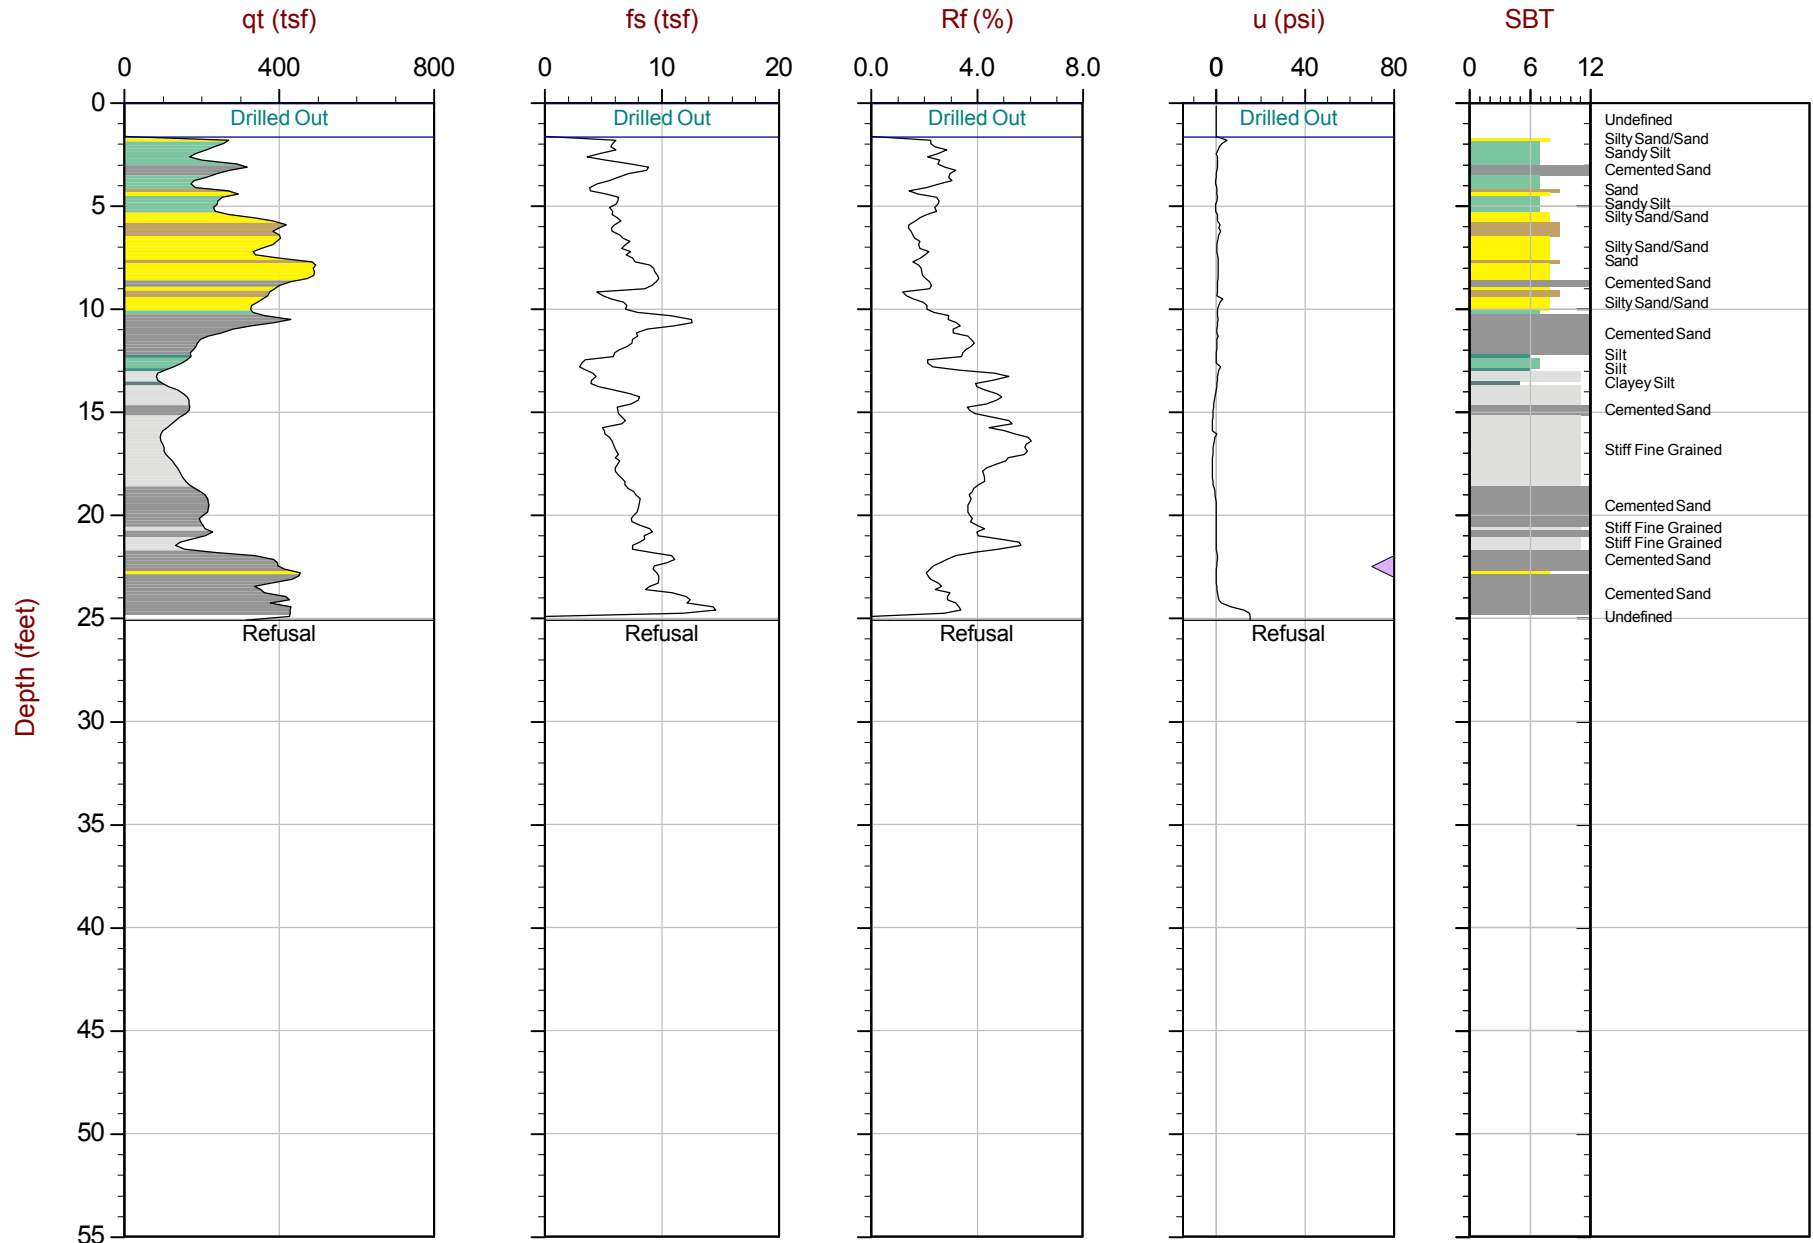 qt (tsf) fs (tsf) Rf (%) u (psi) SBT
0 400 800 0 10 20 0.0 4.0 8.0 0 40 80 0 6 12
0 Drilled Out Drilled Out Drilled Out Drilled Out
Undefined
Silty Sand/Sand
Sandy Silt
Cemented Sand
Sand
Sandy Silt
5
Silty Sand/Sand
Silty Sand/Sand
Sand
Cemented Sand
Silty Sand/Sand
10
Cemented Sand
Silt
Silt
Clayey Silt
Cemented Sand
15
Stiff Fine Grained
Cemented Sand
20
Stiff Fine Grained
Stiff Fine Grained
Cemented Sand
Cemented Sand
Undefined
25
Refusal Refusal Refusal Refusal
Depth (feet)
30
35
40
45
50
55